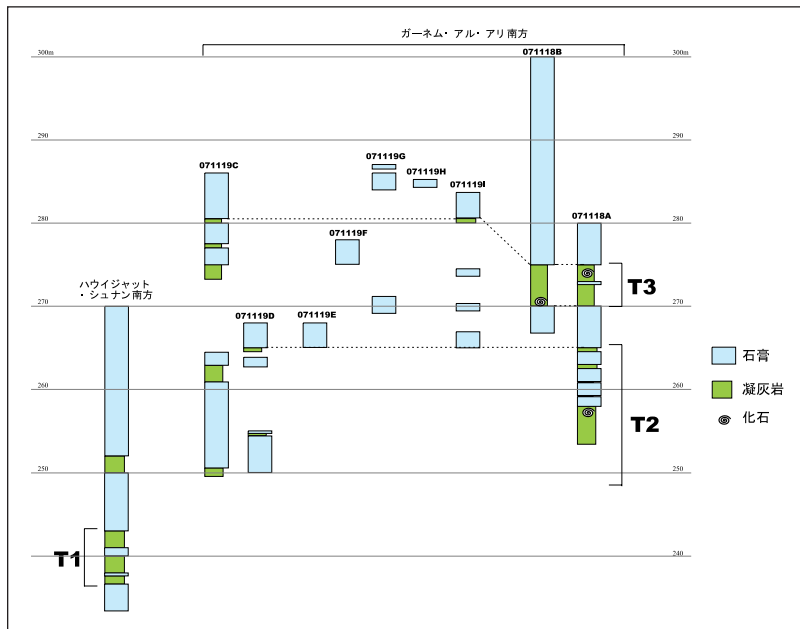 ガーネム・アル・アリ南方
300m
071118B
300m
290
290
071119G
071119H
071119C
071119I
280
071118A
280
071119F
ハウイジャット
・シュナン南方
T3
270
270
071119D
071119E
石膏
260
260
凝灰岩
T2
化石
250
250
T1
240
240